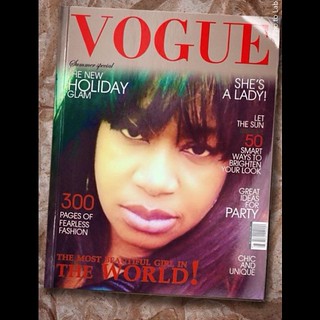 VOGUE
Summer special
THE NEW
HOLIDAY
GLAM
SHE'S
A LADY!
LET
THE SUN
50
SMART
WAYS TO
BRIGHTEN
YOUR LOOK
GREAT
IDEAS
FOR
PARTY
300
PAGES OF
FEARLESS
FASHION
CHIC
AND
UNIQUE
THE MOST BEAUTIFUL GIRL IN
THE WORLD!